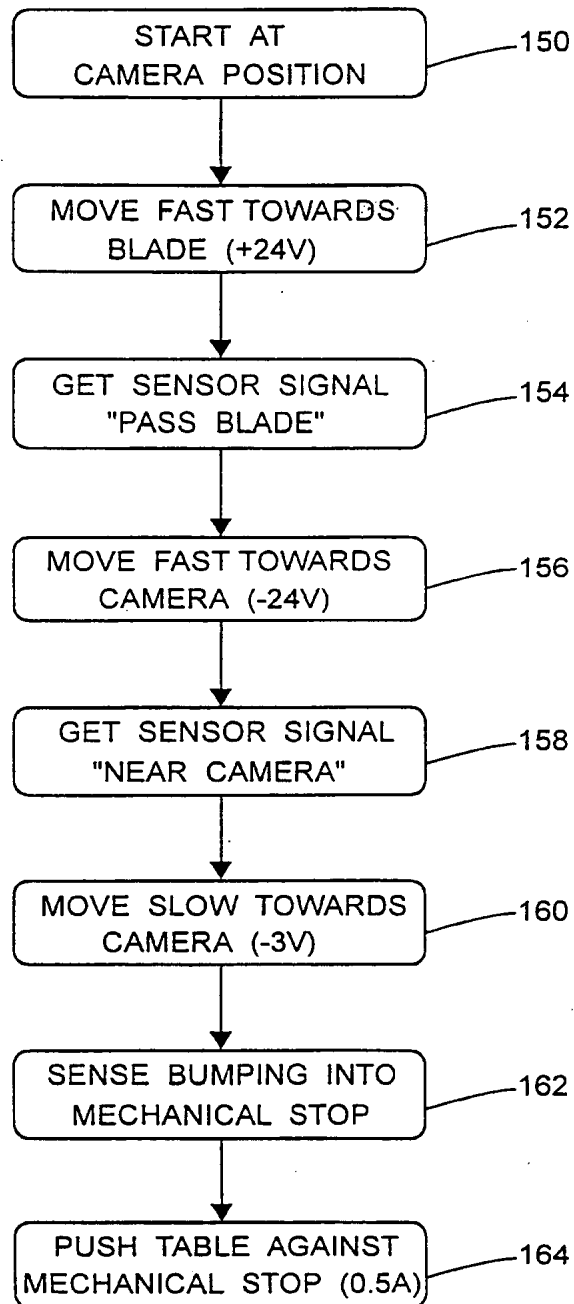 START AT
CAMERA POSITION
150
MOVE FAST TOWARDS
BLADE (+24V)
152
GET SENSOR SIGNAL
"PASS BLADE"
154
MOVE FAST TOWARDS
CAMERA (-24V)
156
GET SENSOR SIGNAL
"NEAR CAMERA"
158
MOVE SLOW TOWARDS
CAMERA (-3V)
160
SENSE BUMPING INTO
MECHANICAL STOP
162
PUSH TABLE AGAINST
MECHANICAL STOP (0.5A)
164